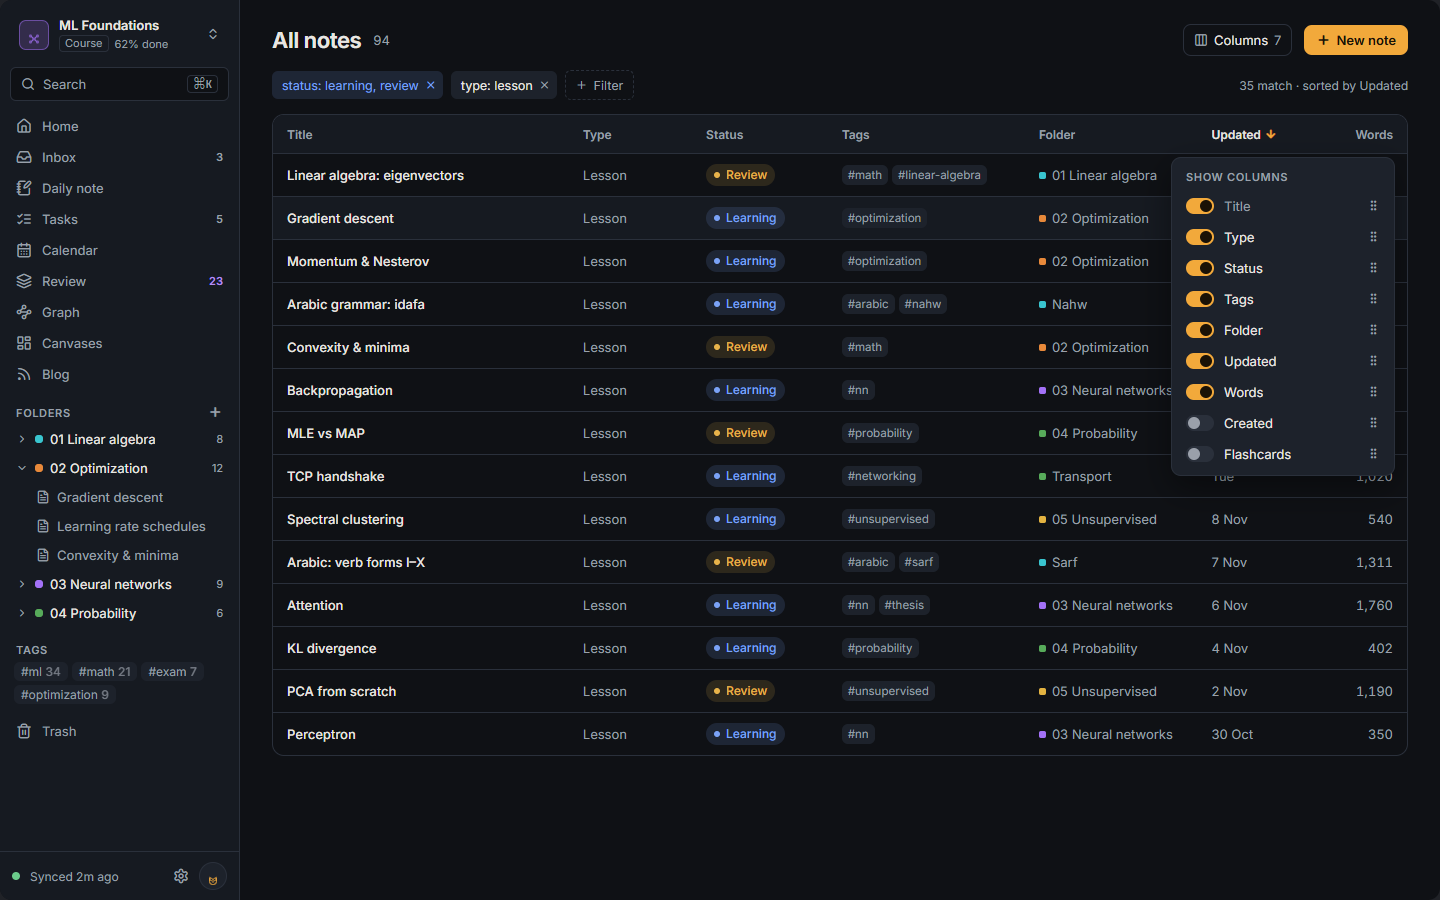 ML Foundations
Course 62% done
Search ⌘K
Home
Inbox 3
Daily note
Tasks 5
Calendar
Review 23
Graph
Canvases
Blog
FOLDERS +
01 Linear algebra 8
02 Optimization 12
Gradient descent
Learning rate schedules
Convexity & minima
03 Neural networks 9
04 Probability 6
TAGS
#ml 34 #math 21 #exam 7
#optimization 9
Trash
Synced 2m ago
All notes 94
Columns 7 + New note
status: learning, review × type: lesson × + Filter
35 match · sorted by Updated
Title Type Status Tags Folder Updated ↓ Words
Linear algebra: eigenvectors Lesson Review #math #linear-algebra 01 Linear algebra
Gradient descent Lesson Learning #optimization 02 Optimization
Momentum & Nesterov Lesson Learning #optimization 02 Optimization
Arabic grammar: idafa Lesson Learning #arabic #nahw Nahw
Convexity & minima Lesson Review #math 02 Optimization
Backpropagation Lesson Learning #nn 03 Neural networks
MLE vs MAP Lesson Review #probability 04 Probability
TCP handshake Lesson Learning #networking Transport Tue 1,020
Spectral clustering Lesson Learning #unsupervised 05 Unsupervised 8 Nov 540
Arabic: verb forms I–X Lesson Review #arabic #sarf Sarf 7 Nov 1,311
Attention Lesson Learning #nn #thesis 03 Neural networks 6 Nov 1,760
KL divergence Lesson Learning #probability 04 Probability 4 Nov 402
PCA from scratch Lesson Review #unsupervised 05 Unsupervised 2 Nov 1,190
Perceptron Lesson Learning #nn 03 Neural networks 30 Oct 350
SHOW COLUMNS
Title
Type
Status
Tags
Folder
Updated
Words
Created
Flashcards